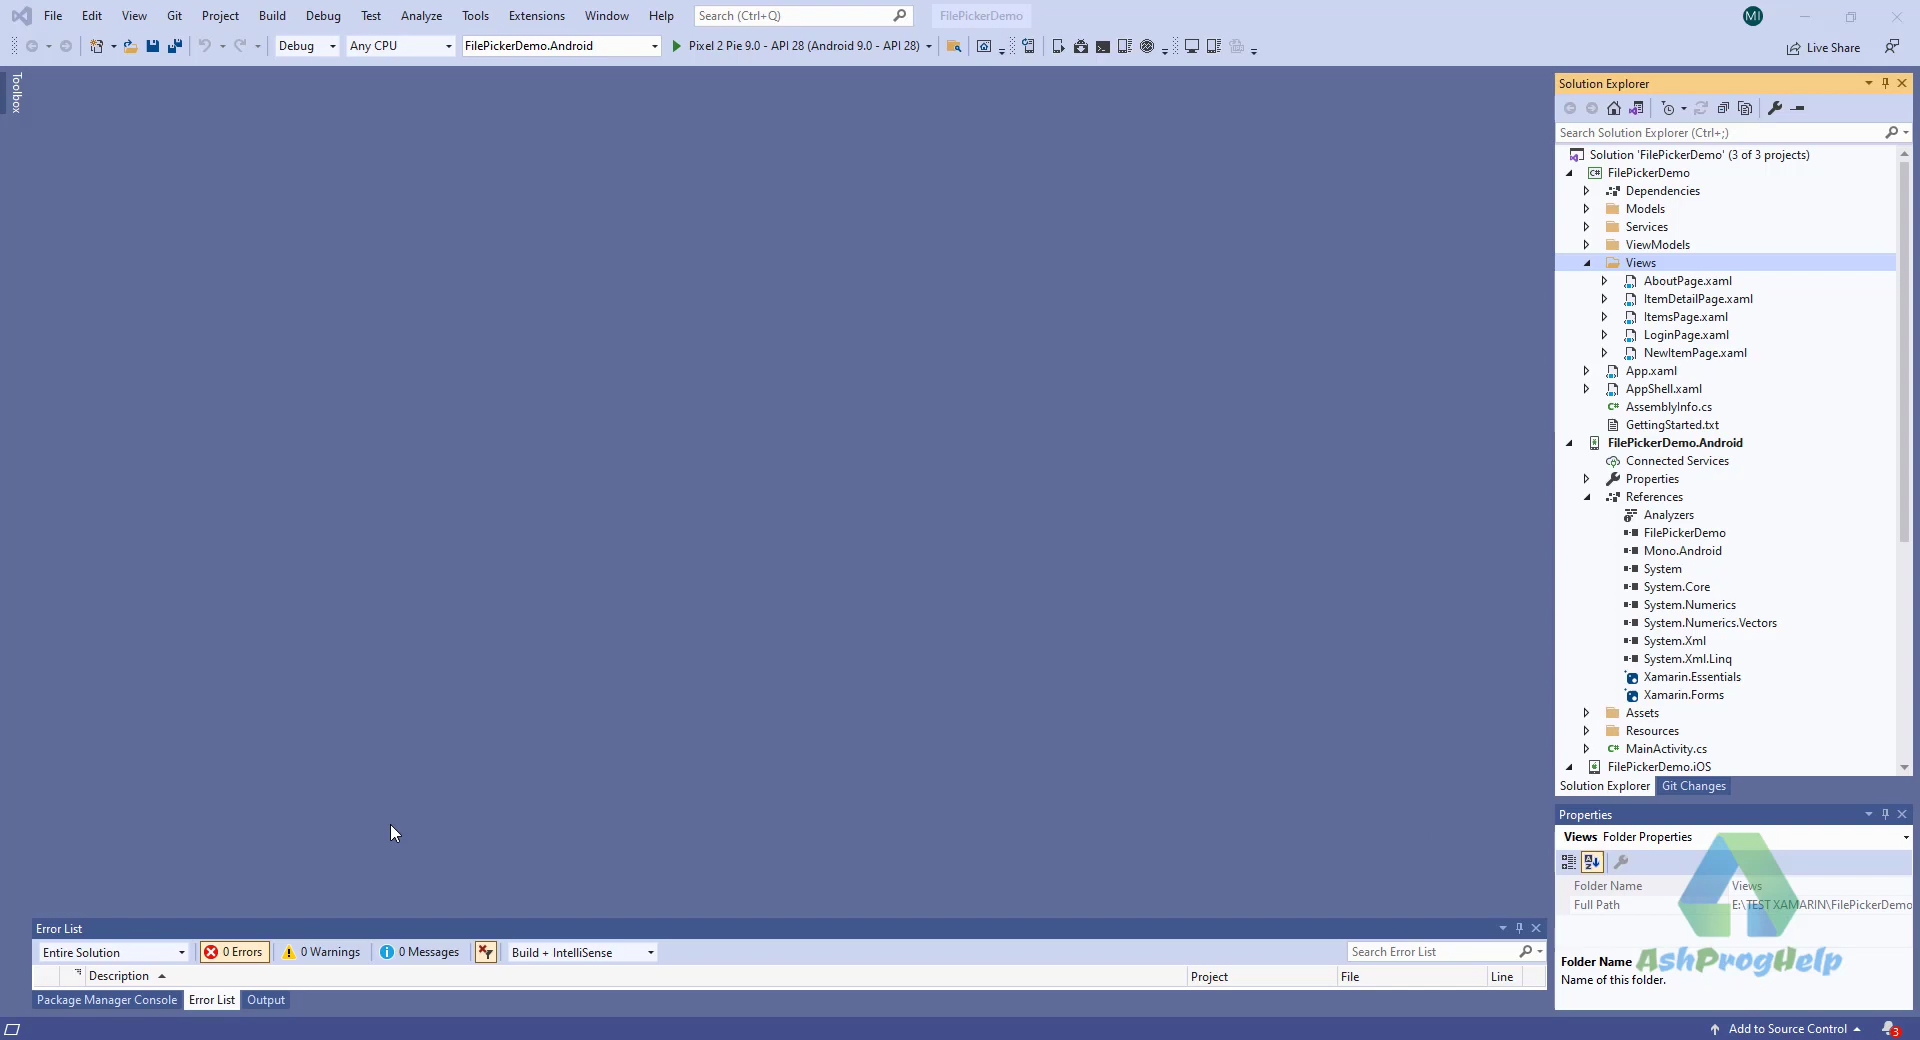 File Edit View Git Project Build Debug Test Analyze Tools Extensions Window Help Search (Ctrl+Q) FilePickerDemo MI
Debug Any CPU FilePickerDemo.Android Pixel 2 Pie 9.0 - API 28 (Android 9.0 - API 28) Live Share
Toolbox
Solution Explorer
Search Solution Explorer (Ctrl+;)
Solution 'FilePickerDemo' (3 of 3 projects)
C# FilePickerDemo
Dependencies
Models
Services
ViewModels
Views
AboutPage.xaml
ItemDetailPage.xaml
ItemsPage.xaml
LoginPage.xaml
NewItemPage.xaml
App.xaml
AppShell.xaml
C# AssemblyInfo.cs
GettingStarted.txt
FilePickerDemo.Android
Connected Services
Properties
References
Analyzers
FilePickerDemo
Mono.Android
System
System.Core
System.Numerics
System.Numerics.Vectors
System.Xml
System.Xml.Linq
Xamarin.Essentials
Xamarin.Forms
Assets
Resources
C# MainActivity.cs
FilePickerDemo.iOS
Solution Explorer Git Changes
Properties
Views Folder Properties
Folder Name Views
Full Path E:\TEST XAMARIN\FilePickerDemo
Folder Name
Name of this folder.
AshProgHelp
Error List
Entire Solution 0 Errors 0 Warnings 0 Messages Build + IntelliSense Search Error List
Description Project File Line
Package Manager Console Error List Output
Add to Source Control 3